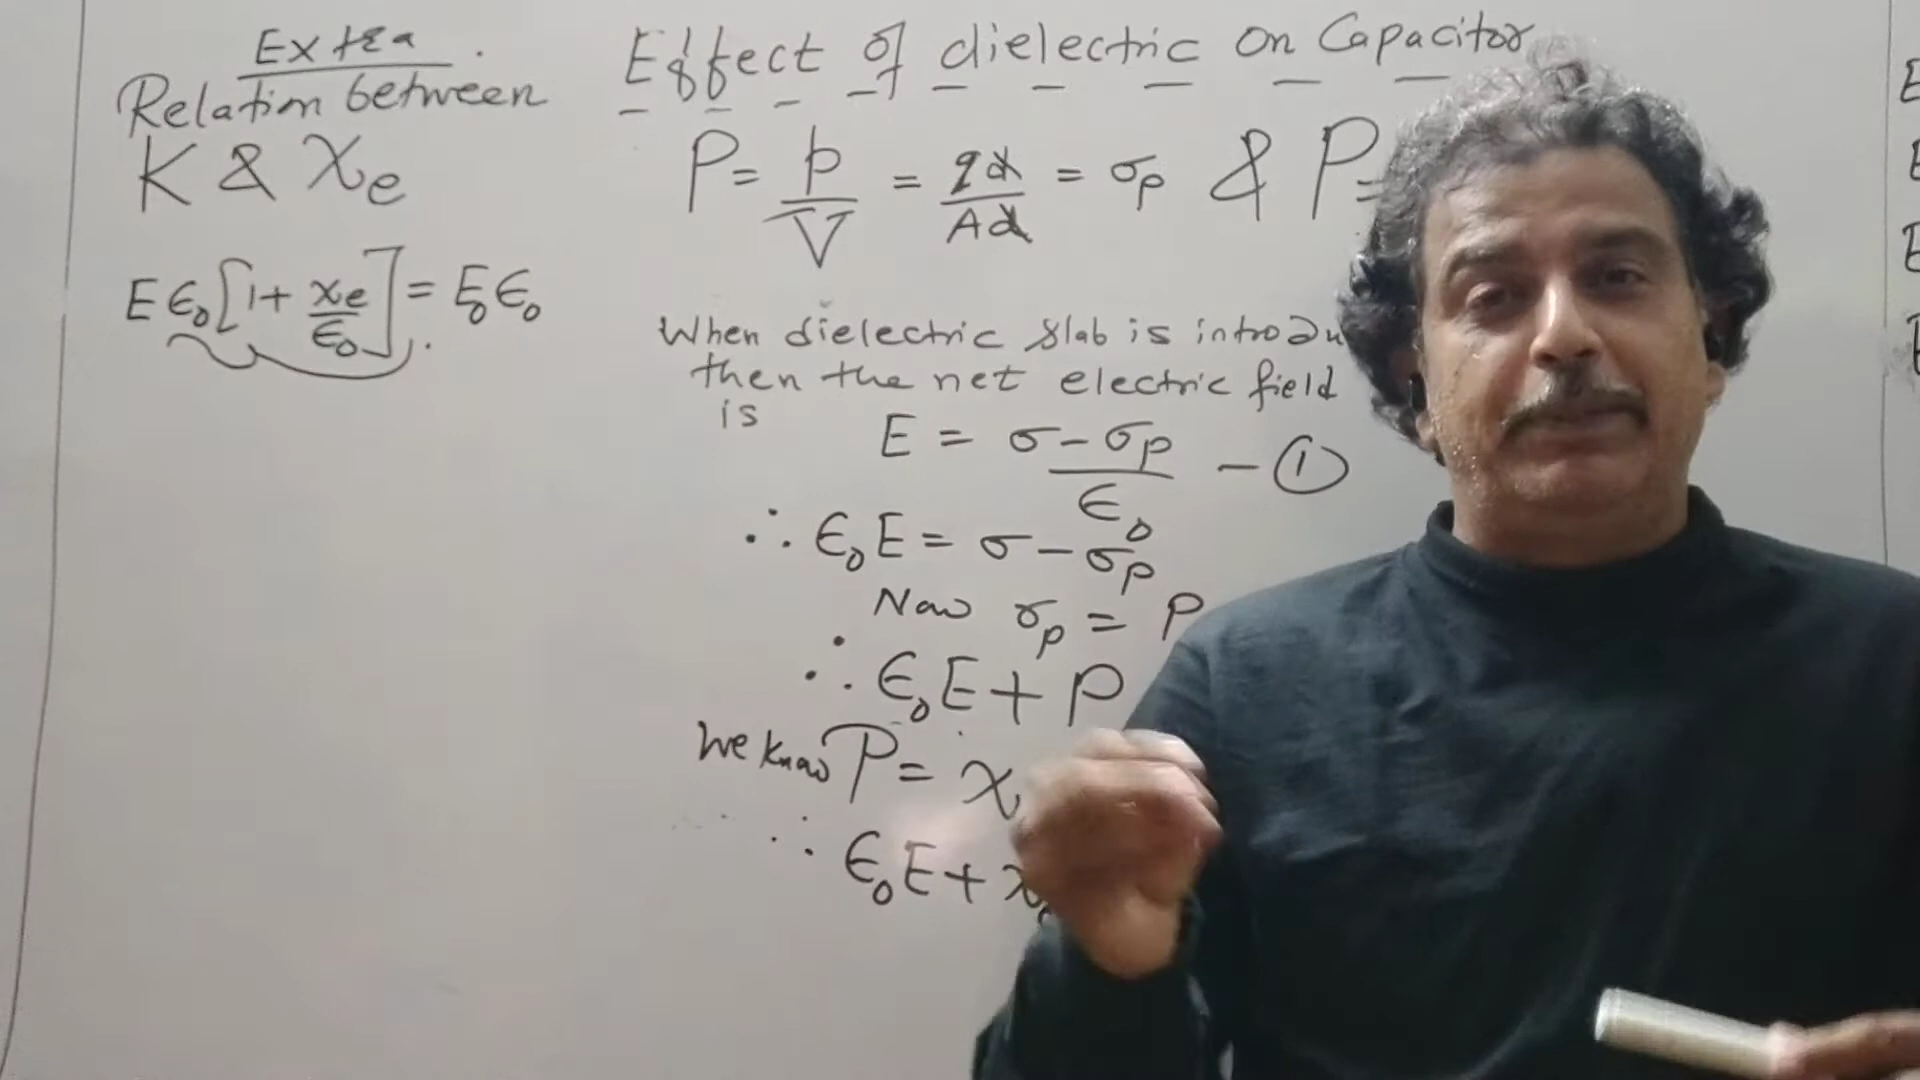 Extra
Relation between
K & χe
Eϵ₀[1 + χe/ϵ₀] = E₀ϵ₀
Effect of dielectric on Capacitor
P = p/V = qd/Ad = σp & P =
When dielectric slab is introdu
then the net electric field
is
E = σ - σp/ϵ₀ - ①
∴ ϵ₀E = σ - σp
Now σp = P
∴ ϵ₀E + P
We know P = χ
∴ ϵ₀E + χ
E
E
E
E